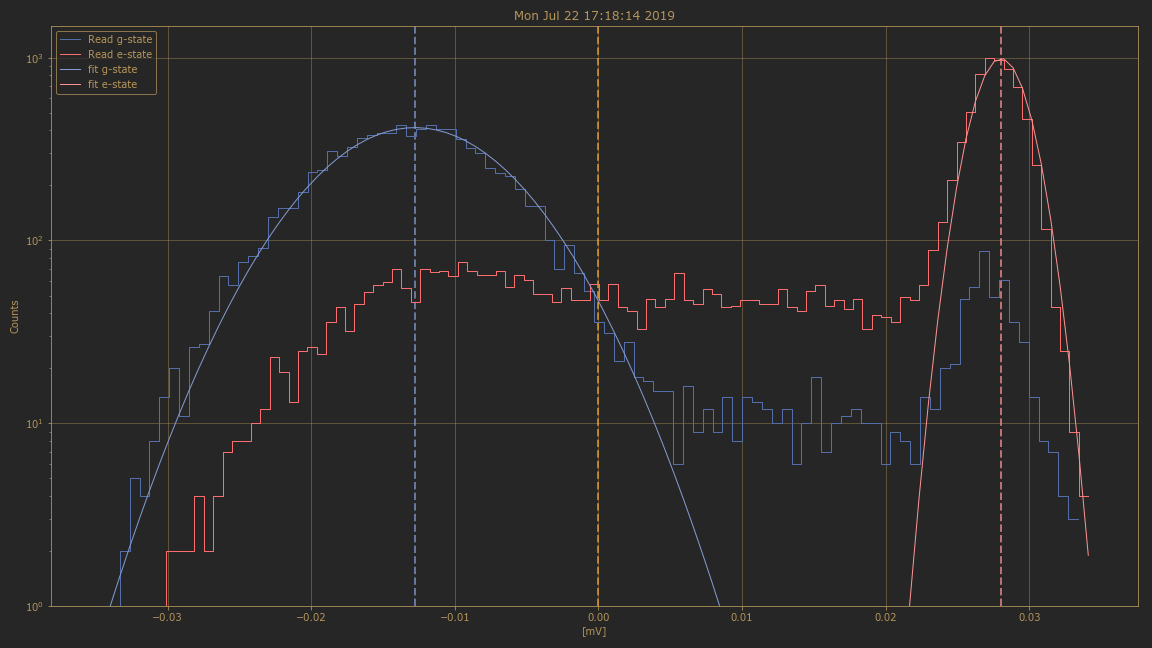 Mon Jul 22 17:18:14 2019
Read g-state
Read e-state
fit g-state
fit e-state
10³
10²
10¹
10⁰
Counts
−0.03
−0.02
−0.01
0.00
0.01
0.02
0.03
[mV]